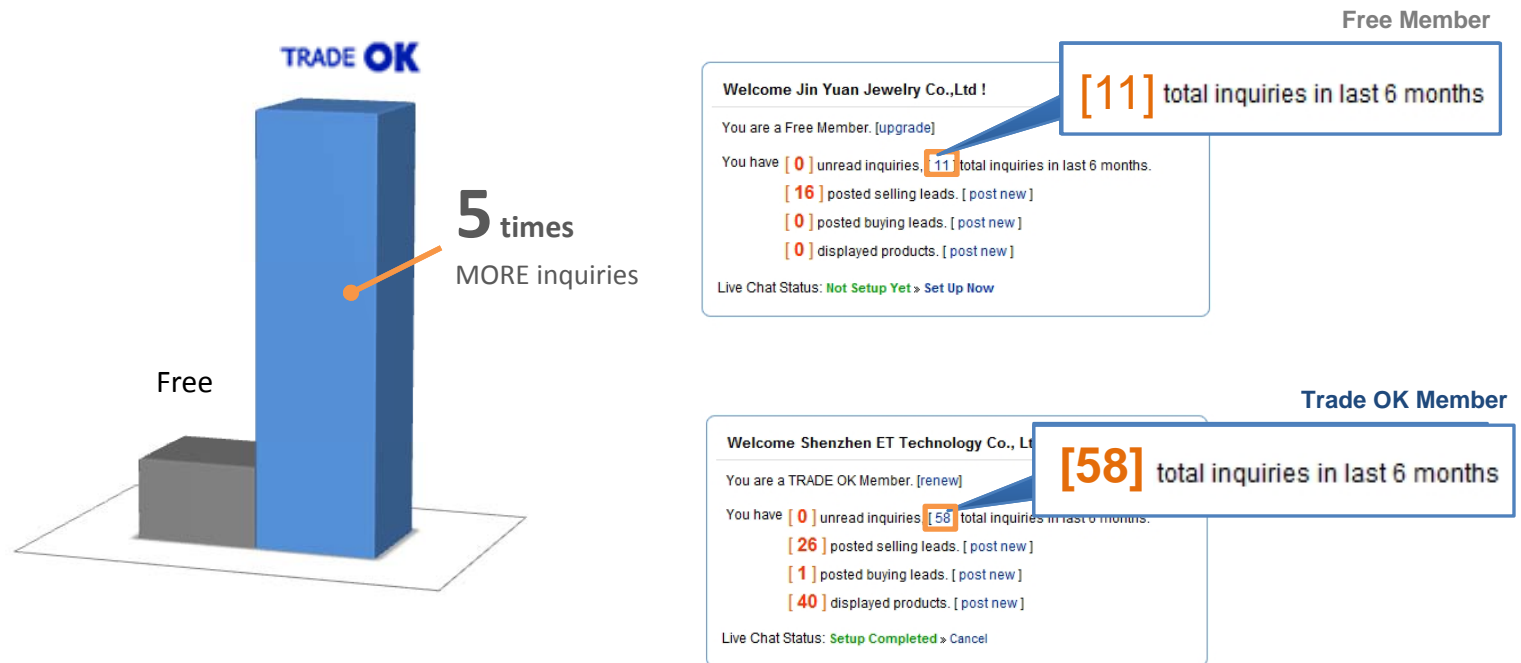 TRADE OK
5 times
MORE inquiries
Free
Free Member
[11] total inquiries in last 6 months
Welcome Jin Yuan Jewelry Co.,Ltd !
You are a Free Member. [upgrade]
You have [ 0 ] unread inquiries, [ 11 ] total inquiries in last 6 months.
[ 16 ] posted selling leads. [ post new ]
[ 0 ] posted buying leads. [ post new ]
[ 0 ] displayed products. [ post new ]
Live Chat Status: Not Setup Yet » Set Up Now
Trade OK Member
[58] total inquiries in last 6 months
Welcome Shenzhen ET Technology Co., Lt
You are a TRADE OK Member. [renew]
You have [ 0 ] unread inquiries, [ 58 ] total inquiries in last 6 months.
[ 26 ] posted selling leads. [ post new ]
[ 1 ] posted buying leads. [ post new ]
[ 40 ] displayed products. [ post new ]
Live Chat Status: Setup Completed » Cancel